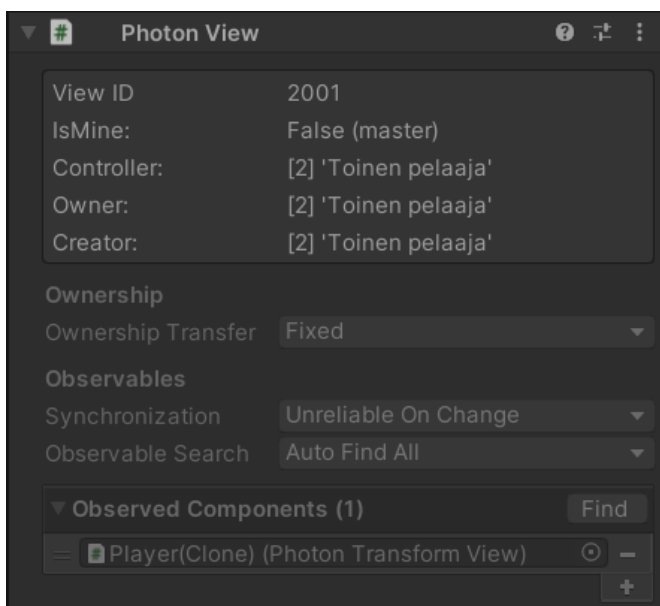 Photon View
View ID 2001
IsMine: False (master)
Controller: [2] 'Toinen pelaaja'
Owner: [2] 'Toinen pelaaja'
Creator: [2] 'Toinen pelaaja'
Ownership
Ownership Transfer Fixed
Observables
Synchronization Unreliable On Change
Observable Search Auto Find All
Observed Components (1) Find
Player(Clone) (Photon Transform View)